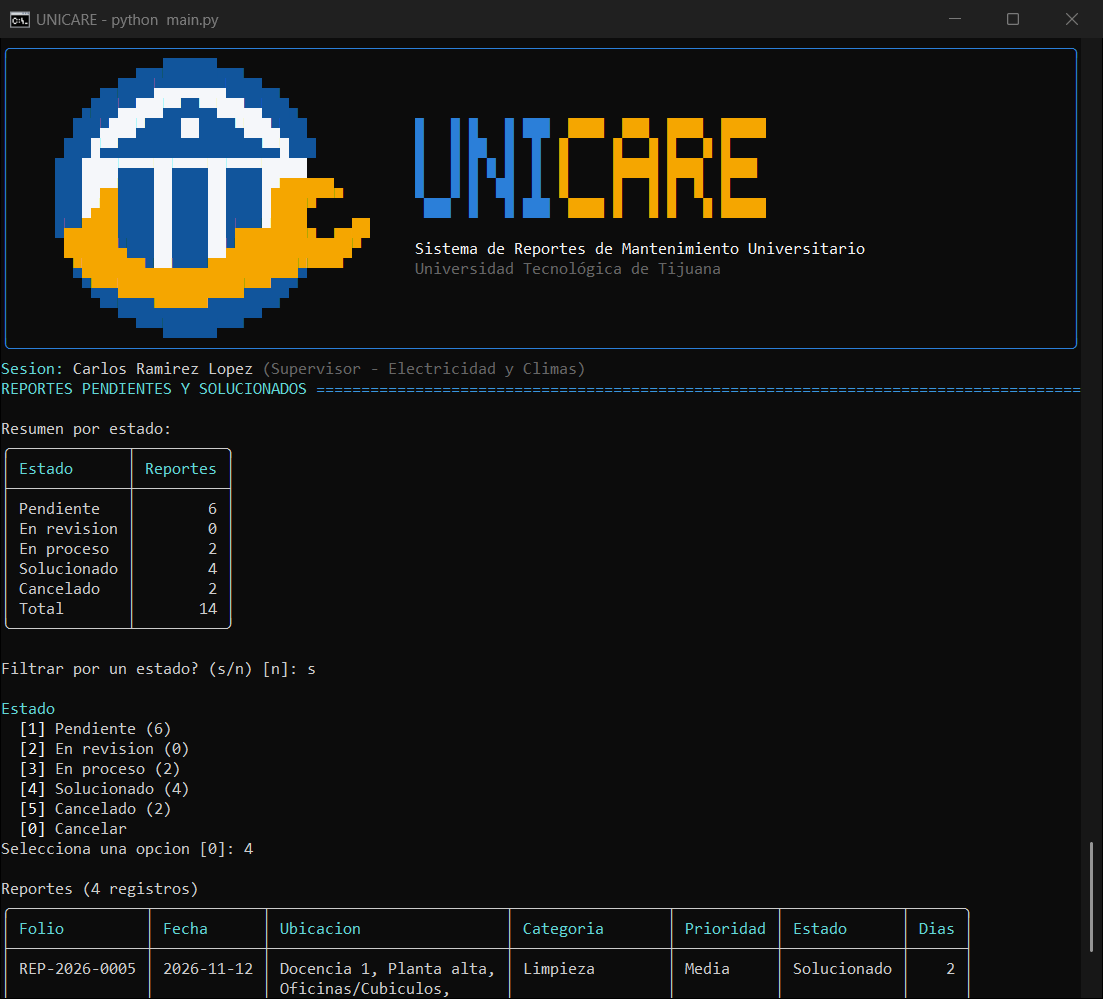 UNICARE - python  main.py
UNICARE
Sistema de Reportes de Mantenimiento Universitario
Universidad Tecnológica de Tijuana
Sesion: Carlos Ramirez Lopez (Supervisor - Electricidad y Climas)
REPORTES PENDIENTES Y SOLUCIONADOS =====================================================================================
Resumen por estado:
Estado Reportes
Pendiente 6
En revision 0
En proceso 2
Solucionado 4
Cancelado 2
Total 14
Filtrar por un estado? (s/n) [n]: s
Estado
[1] Pendiente (6)
[2] En revision (0)
[3] En proceso (2)
[4] Solucionado (4)
[5] Cancelado (2)
[0] Cancelar
Selecciona una opcion [0]: 4
Reportes (4 registros)
Folio Fecha Ubicacion Categoria Prioridad Estado Dias
REP-2026-0005 2026-11-12 Docencia 1, Planta alta, Limpieza Media Solucionado 2
Oficinas/Cubiculos,